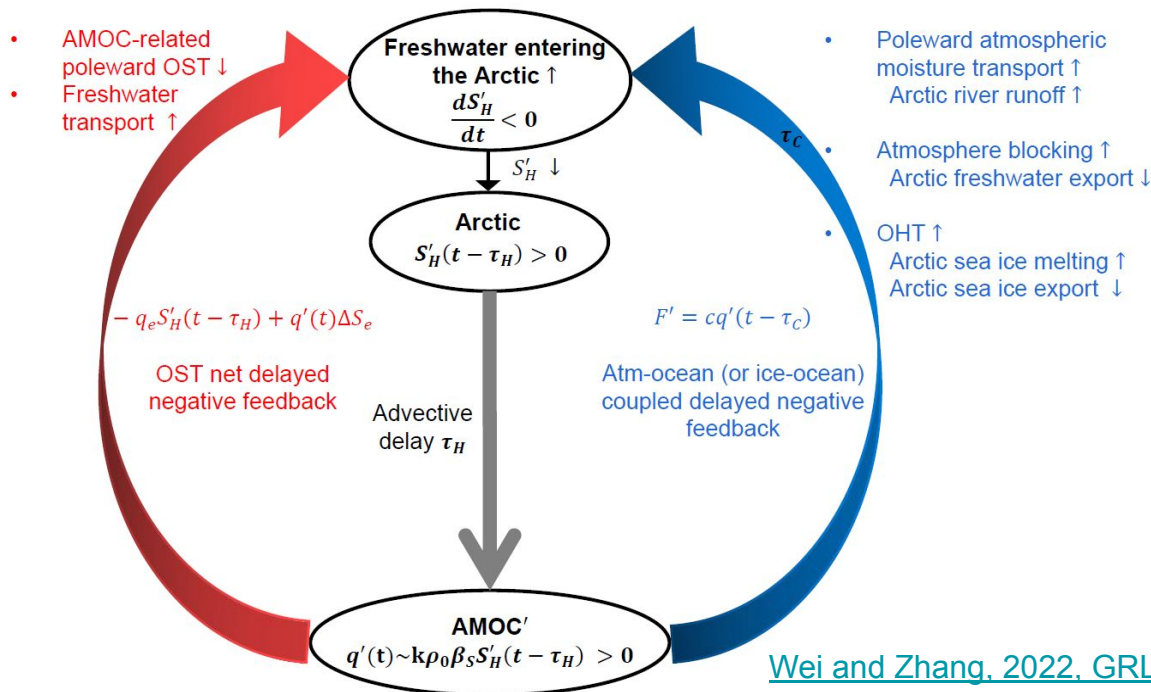 • AMOC-related
poleward OST ↓
• Freshwater
transport ↑
Freshwater entering
the Arctic ↑
dS′_H/dt < 0
S′_H ↓
Arctic
S′_H(t − τ_H) > 0
− q_e S′_H(t − τ_H) + q′(t)ΔS_e
OST net delayed
negative feedback
Advective
delay τ_H
τ_C
F′ = cq′(t − τ_C)
Atm-ocean (or ice-ocean)
coupled delayed negative
feedback
• Poleward atmospheric
moisture transport ↑
Arctic river runoff ↑
• Atmosphere blocking ↑
Arctic freshwater export ↓
• OHT ↑
Arctic sea ice melting ↑
Arctic sea ice export ↓
AMOC′
q′(t)~kρ₀β_S S′_H(t − τ_H) > 0
Wei and Zhang, 2022, GRL